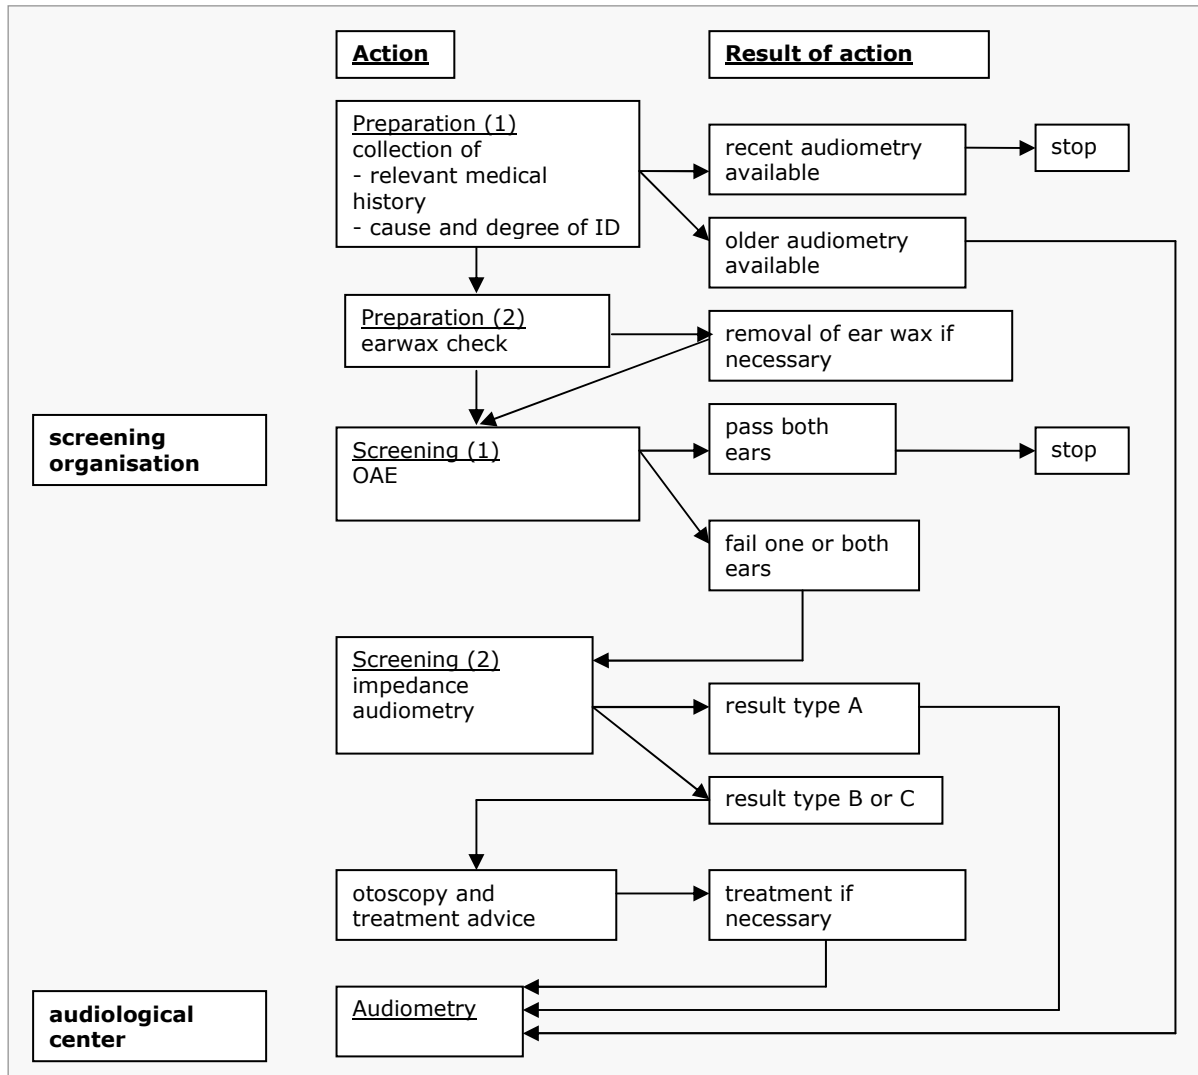 Action
Result of action
Preparation (1)
collection of
- relevant medical
history
- cause and degree of ID
recent audiometry
available
stop
older audiometry
available
Preparation (2)
earwax check
removal of ear wax if
necessary
screening
organisation
Screening (1)
OAE
pass both
ears
stop
fail one or both
ears
Screening (2)
impedance
audiometry
result type A
result type B or C
otoscopy and
treatment advice
treatment if
necessary
audiological
center
Audiometry